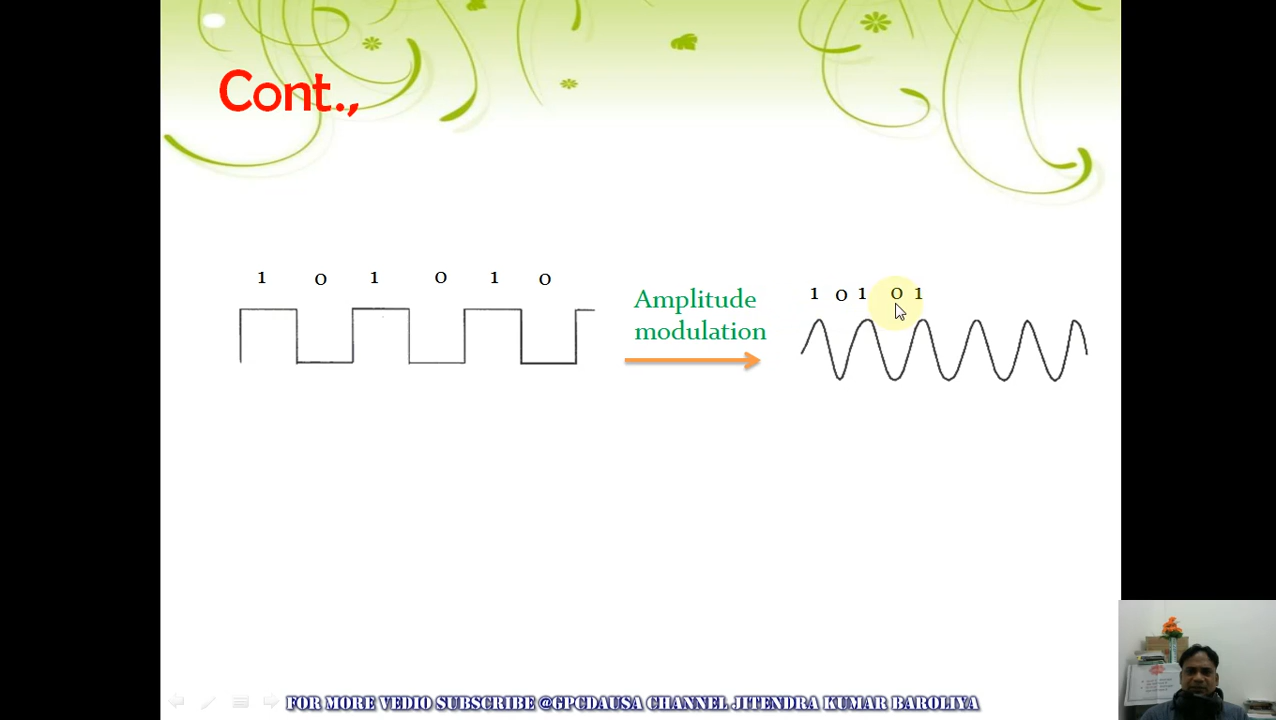 Cont.,
1 0 1 0 1 0
Amplitude
modulation
1 0 1 0 1
FOR MORE VEDIO SUBSCRIBE @GPCDAUSA CHANNEL JITENDRA KUMAR BAROLIYA